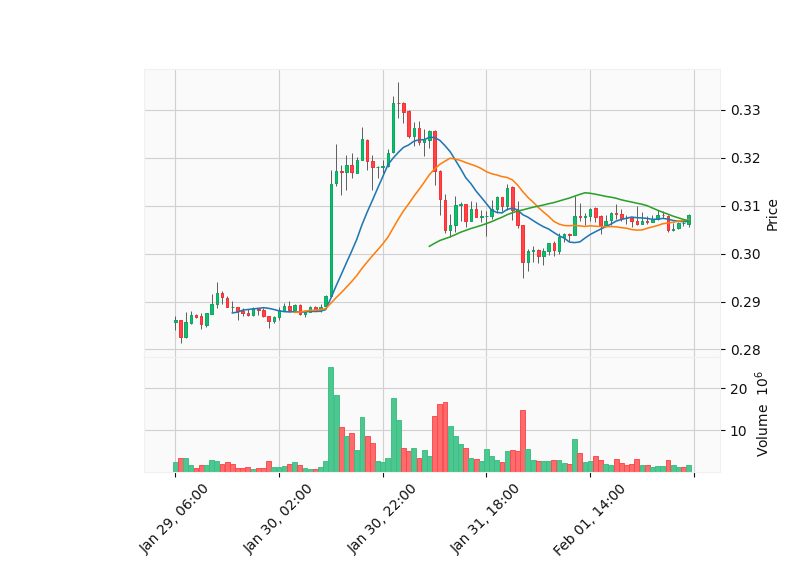 0.33
0.32
0.31
0.30
0.29
0.28
Price
20
10
Volume 10^6
Jan 29, 06:00
Jan 30, 02:00
Jan 30, 22:00
Jan 31, 18:00
Feb 01, 14:00